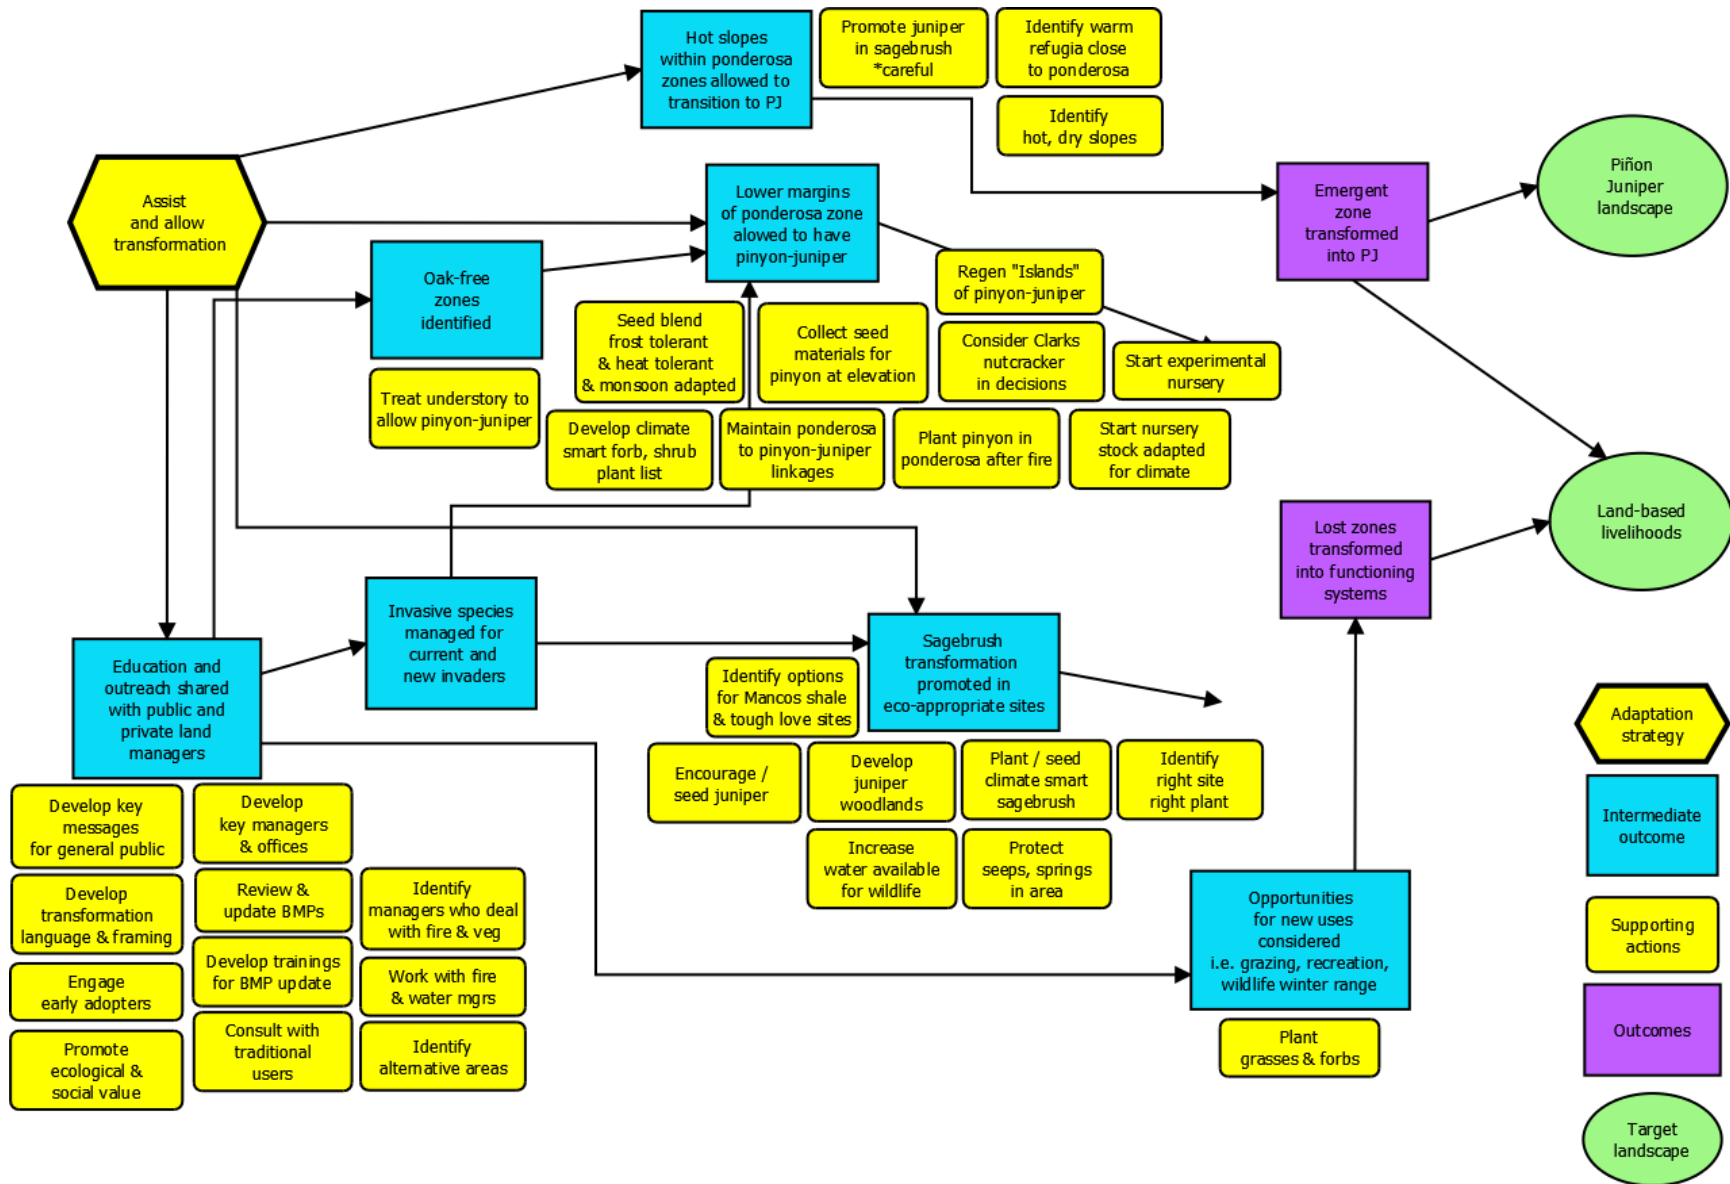 Hot slopes
within ponderosa
zones allowed to
transition to PJ
Promote juniper
in sagebrush
*careful
Identify warm
refugia close
to ponderosa
Identify
hot, dry slopes
Assist
and allow
transformation
Lower margins
of ponderosa zone
alowed to have
pinyon-juniper
Emergent
zone
transformed
into PJ
Piñon
Juniper
landscape
Oak-free
zones
identified
Regen "Islands"
of pinyon-juniper
Treat understory to
allow pinyon-juniper
Seed blend
frost tolerant
& heat tolerant
& monsoon adapted
Collect seed
materials for
pinyon at elevation
Consider Clarks
nutcracker
in decisions
Start experimental
nursery
Develop climate
smart forb, shrub
plant list
Maintain ponderosa
to pinyon-juniper
linkages
Plant pinyon in
ponderosa after fire
Start nursery
stock adapted
for climate
Lost zones
transformed
into functioning
systems
Land-based
livelihoods
Education and
outreach shared
with public and
private land
managers
Invasive species
managed for
current and
new invaders
Sagebrush
transformation
promoted in
eco-appropriate sites
Identify options
for Mancos shale
& tough love sites
Encourage /
seed juniper
Develop
juniper
woodlands
Plant / seed
climate smart
sagebrush
Identify
right site
right plant
Increase
water available
for wildlife
Protect
seeps, springs
in area
Develop key
messages
for general public
Develop
key managers
& offices
Develop
transformation
language & framing
Review &
update BMPs
Identify
managers who deal
with fire & veg
Engage
early adopters
Develop trainings
for BMP update
Work with fire
& water mgrs
Promote
ecological &
social value
Consult with
traditional
users
Identify
alternative areas
Opportunities
for new uses
considered
i.e. grazing, recreation,
wildlife winter range
Plant
grasses & forbs
Adaptation
strategy
Intermediate
outcome
Supporting
actions
Outcomes
Target
landscape